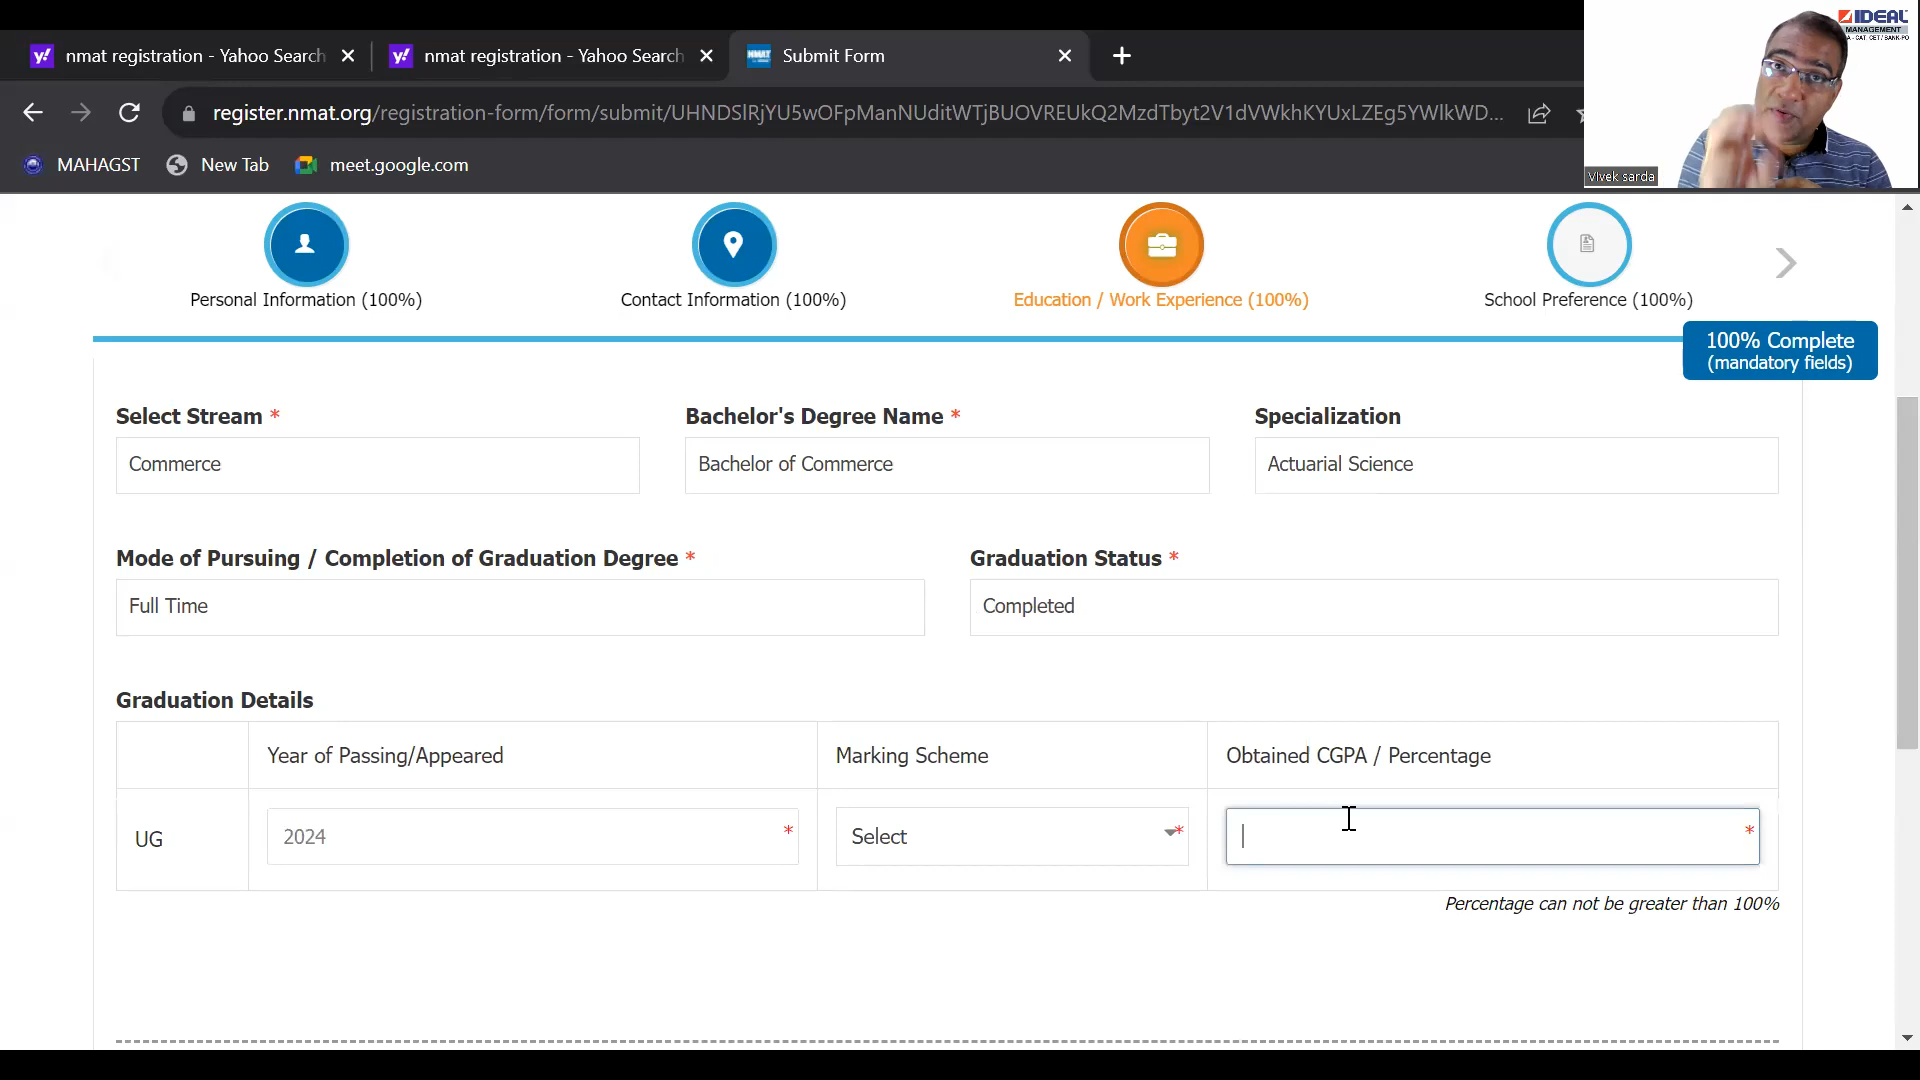 nmat registration - Yahoo Search
nmat registration - Yahoo Search
NMAT
Submit Form
IDEAL
MANAGEMENT
register.nmat.org/registration-form/form/submit/UHNDSlRjYU5wOFpManNUditWTjBUOVREUkQ2MzdTbyt2V1dVWkhKYUxLZEg5YWlkWD...
MAHAGST
New Tab
meet.google.com
Vivek sarda
Personal Information (100%)
Contact Information (100%)
Education / Work Experience (100%)
School Preference (100%)
100% Complete
(mandatory fields)
Select Stream *
Bachelor's Degree Name *
Specialization
Commerce
Bachelor of Commerce
Actuarial Science
Mode of Pursuing / Completion of Graduation Degree *
Graduation Status *
Full Time
Completed
Graduation Details
Year of Passing/Appeared
Marking Scheme
Obtained CGPA / Percentage
UG
2024 *
Select *
*
Percentage can not be greater than 100%